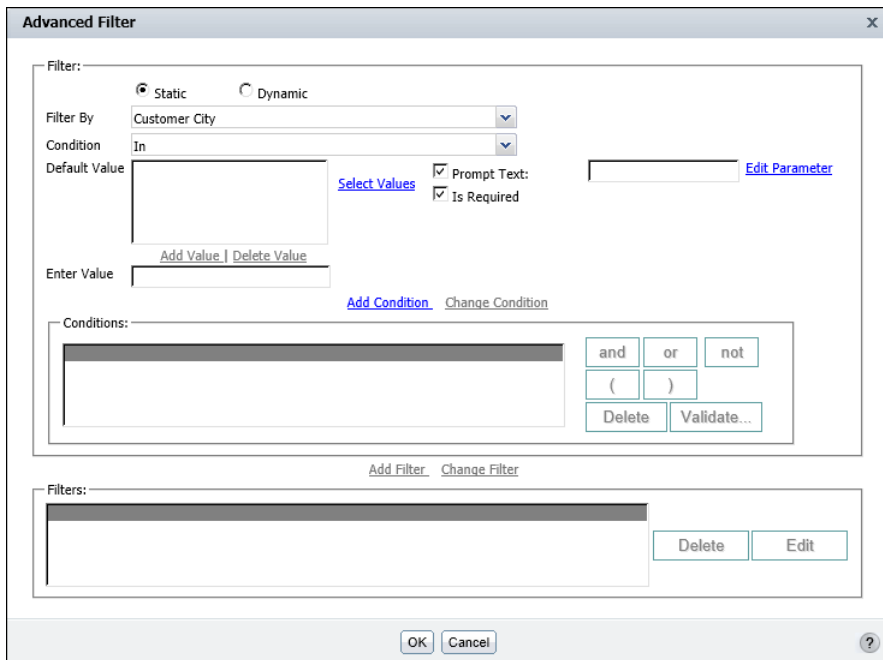 Advanced Filter x
Filter:
Static Dynamic
Filter By Customer City
Condition In
Default Value Select Values Prompt Text: Edit Parameter
Is Required
Add Value | Delete Value
Enter Value
Add Condition Change Condition
Conditions:
and or not
( )
Delete Validate...
Add Filter Change Filter
Filters:
Delete Edit
OK Cancel ?